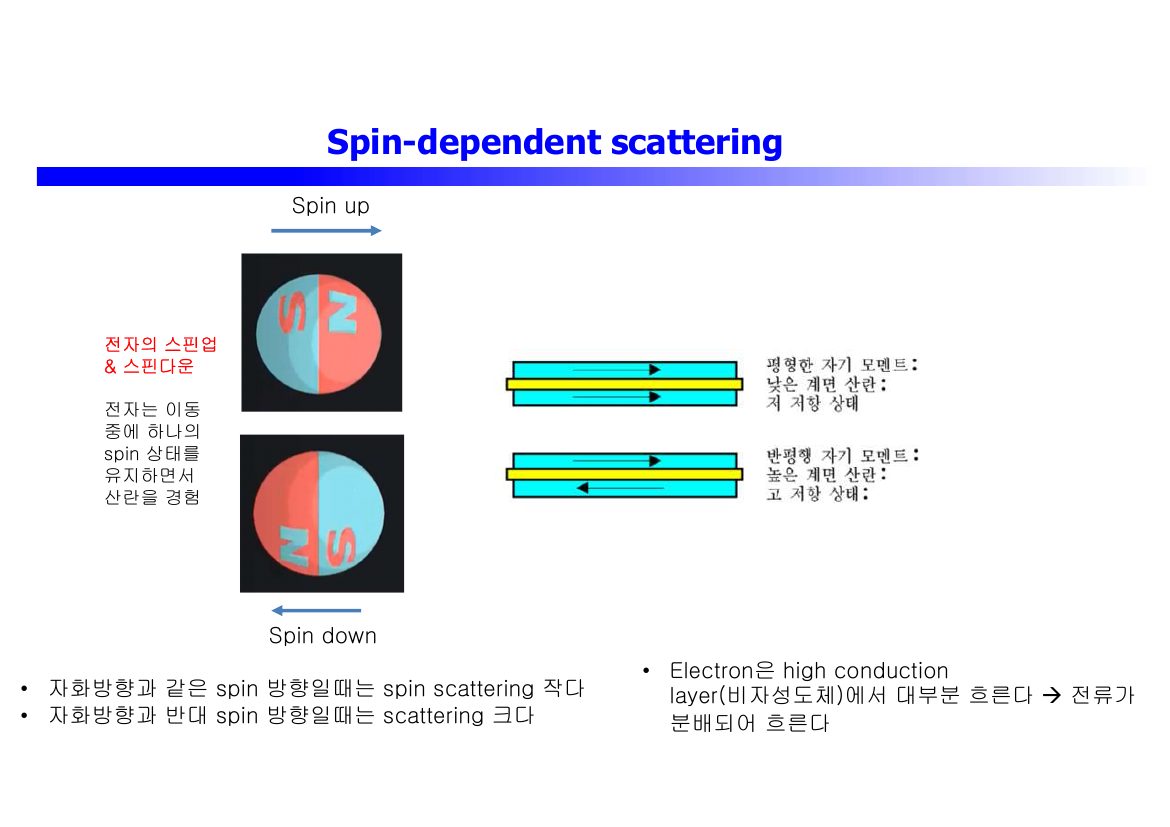 Spin-dependent scattering
Spin up
S N
전자의 스핀업
& 스핀다운
전자는 이동
중에 하나의
spin 상태를
유지하면서
산란을 경험
N S
Spin down
평형한 자기 모멘트:
낮은 계면 산란:
저 저항 상태
반평행 자기 모멘트:
높은 계면 산란:
고 저항 상태:
• 자화방향과 같은 spin 방향일때는 spin scattering 작다
• 자화방향과 반대 spin 방향일때는 scattering 크다
• Electron은 high conduction
layer(비자성도체)에서 대부분 흐른다 → 전류가
분배되어 흐른다